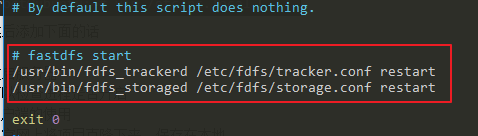 # By default this script does nothing.
# fastdfs start
/usr/bin/fdfs_trackerd /etc/fdfs/tracker.conf restart
/usr/bin/fdfs_storaged /etc/fdfs/storage.conf restart
exit 0